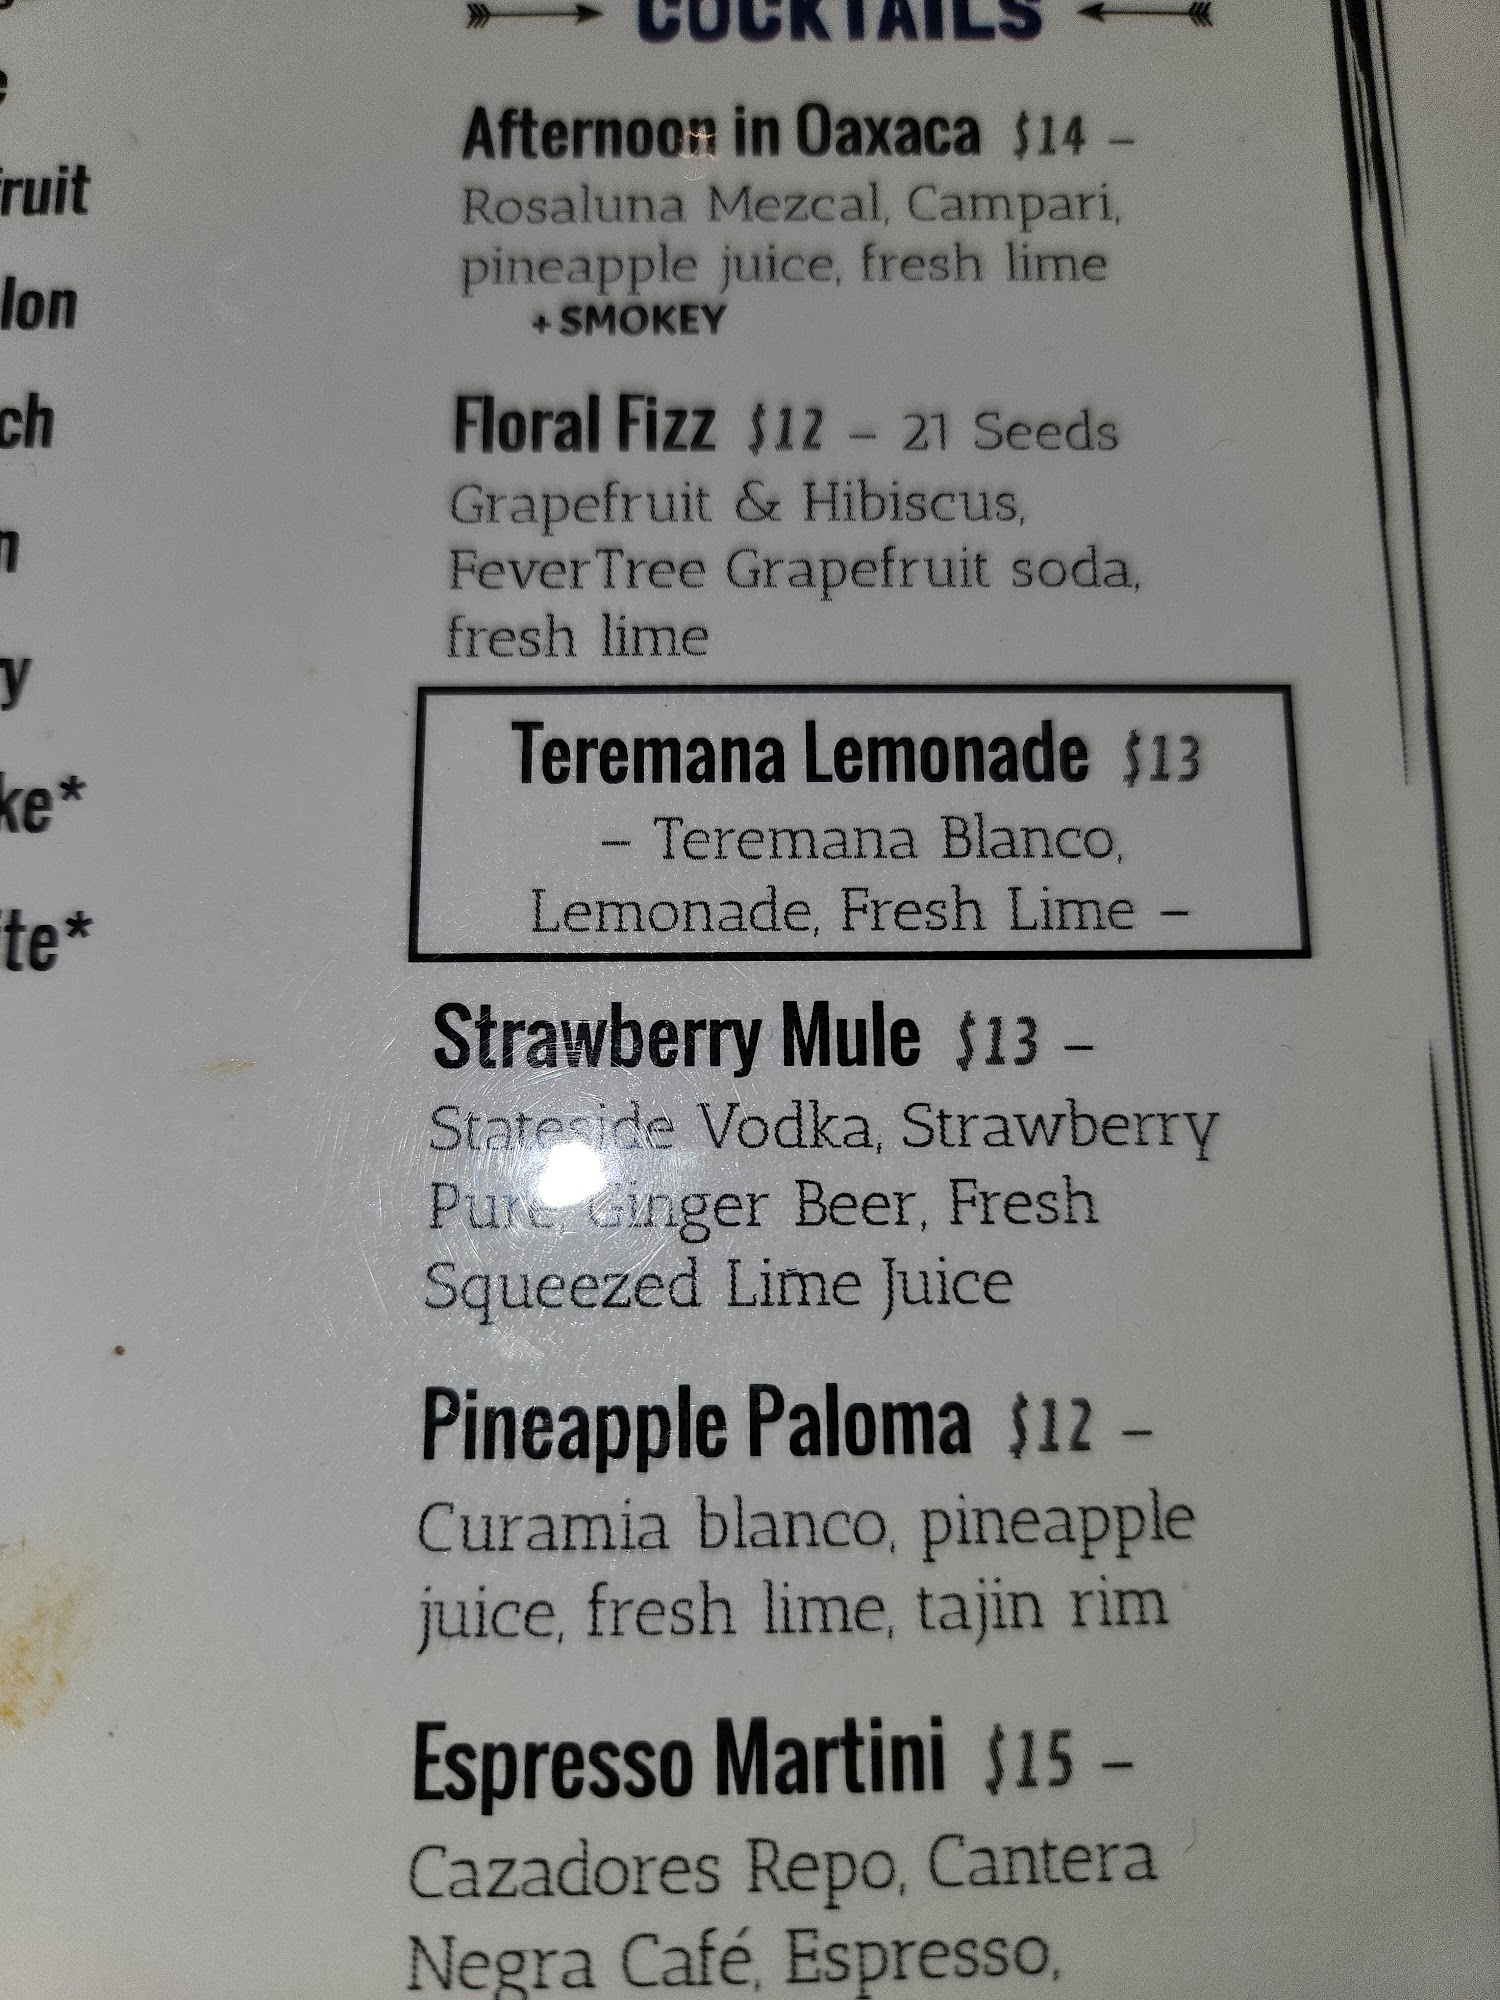 COCKTAILS
Afternoon in Oaxaca $14 –
Rosaluna Mezcal, Campari,
pineapple juice, fresh lime
+ SMOKEY
Floral Fizz $12 – 21 Seeds
Grapefruit & Hibiscus,
FeverTree Grapefruit soda,
fresh lime
Teremana Lemonade $13
– Teremana Blanco,
Lemonade, Fresh Lime –
Strawberry Mule $13 –
Stateside Vodka, Strawberry
Pure, Ginger Beer, Fresh
Squeezed Lime Juice
Pineapple Paloma $12 –
Curamia blanco, pineapple
juice, fresh lime, tajin rim
Espresso Martini $15 –
Cazadores Repo, Cantera
Negra Café, Espresso,
ruit
lon
ch
n
ry
ke*
ite*